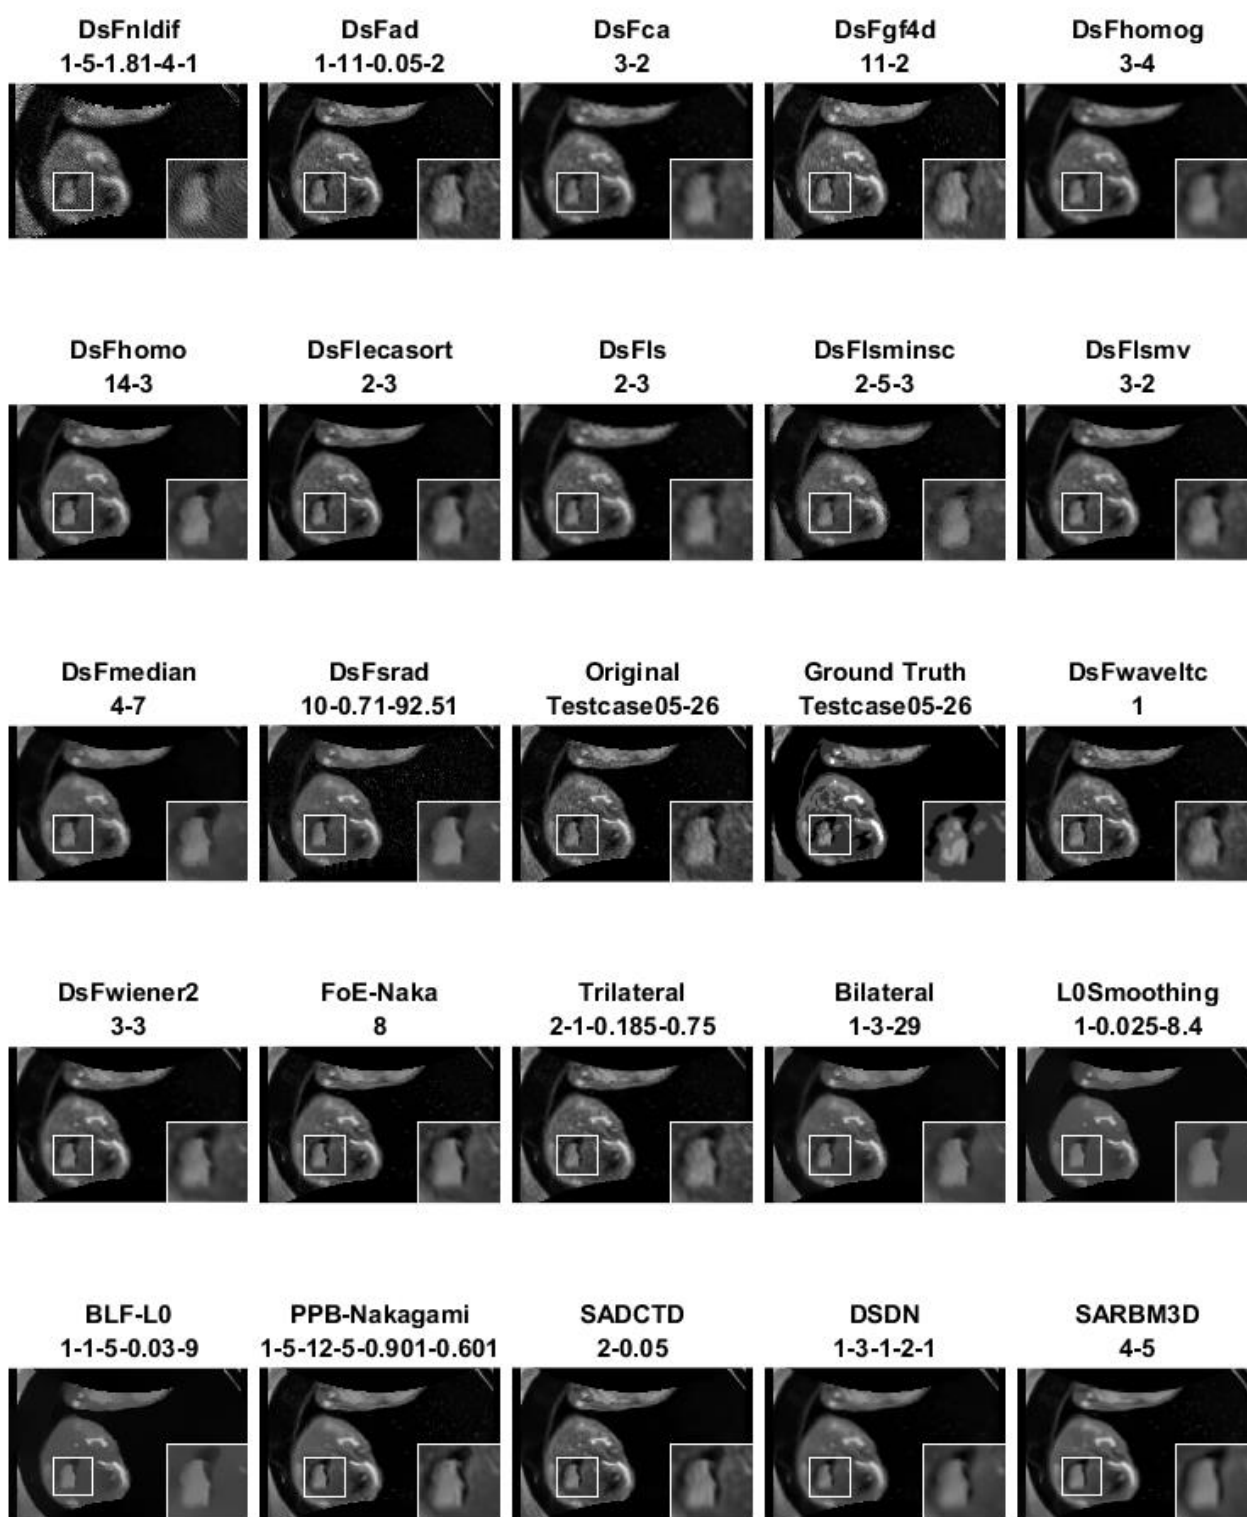 DsFnldif DsFad DsFca DsFgf4d DsFhomog
1-5-1.81-4-1 1-11-0.05-2 3-2 11-2 3-4
DsFhomo DsFlecasort DsFls DsFlsminsc DsFlsmv
14-3 2-3 2-3 2-5-3 3-2
DsFmedian DsFsrad Original Ground Truth DsFwaveltc
4-7 10-0.71-92.51 Testcase05-26 Testcase05-26 1
DsFwiener2 FoE-Naka Trilateral Bilateral L0Smoothing
3-3 8 2-1-0.185-0.75 1-3-29 1-0.025-8.4
BLF-L0 PPB-Nakagami SADCTD DSDN SARBM3D
1-1-5-0.03-9 1-5-12-5-0.901-0.601 2-0.05 1-3-1-2-1 4-5